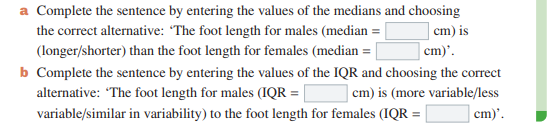 a Complete the sentence by entering the values of the medians and choosing
the correct alternative: ‘The foot length for males (median = cm) is
(longer/shorter) than the foot length for females (median = cm)’.
b Complete the sentence by entering the values of the IQR and choosing the correct
alternative: ‘The foot length for males (IQR = cm) is (more variable/less
variable/similar in variability) to the foot length for females (IQR = cm)’.